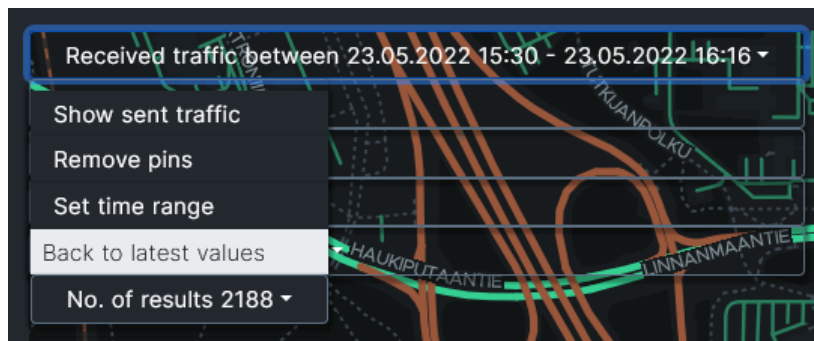 Received traffic between 23.05.2022 15:30 - 23.05.2022 16:16
Show sent traffic
Remove pins
Set time range
Back to latest values
No. of results 2188
TUTKIJANPOLKU
HAUKIPUTAANTIE
LINNANMAANTIE